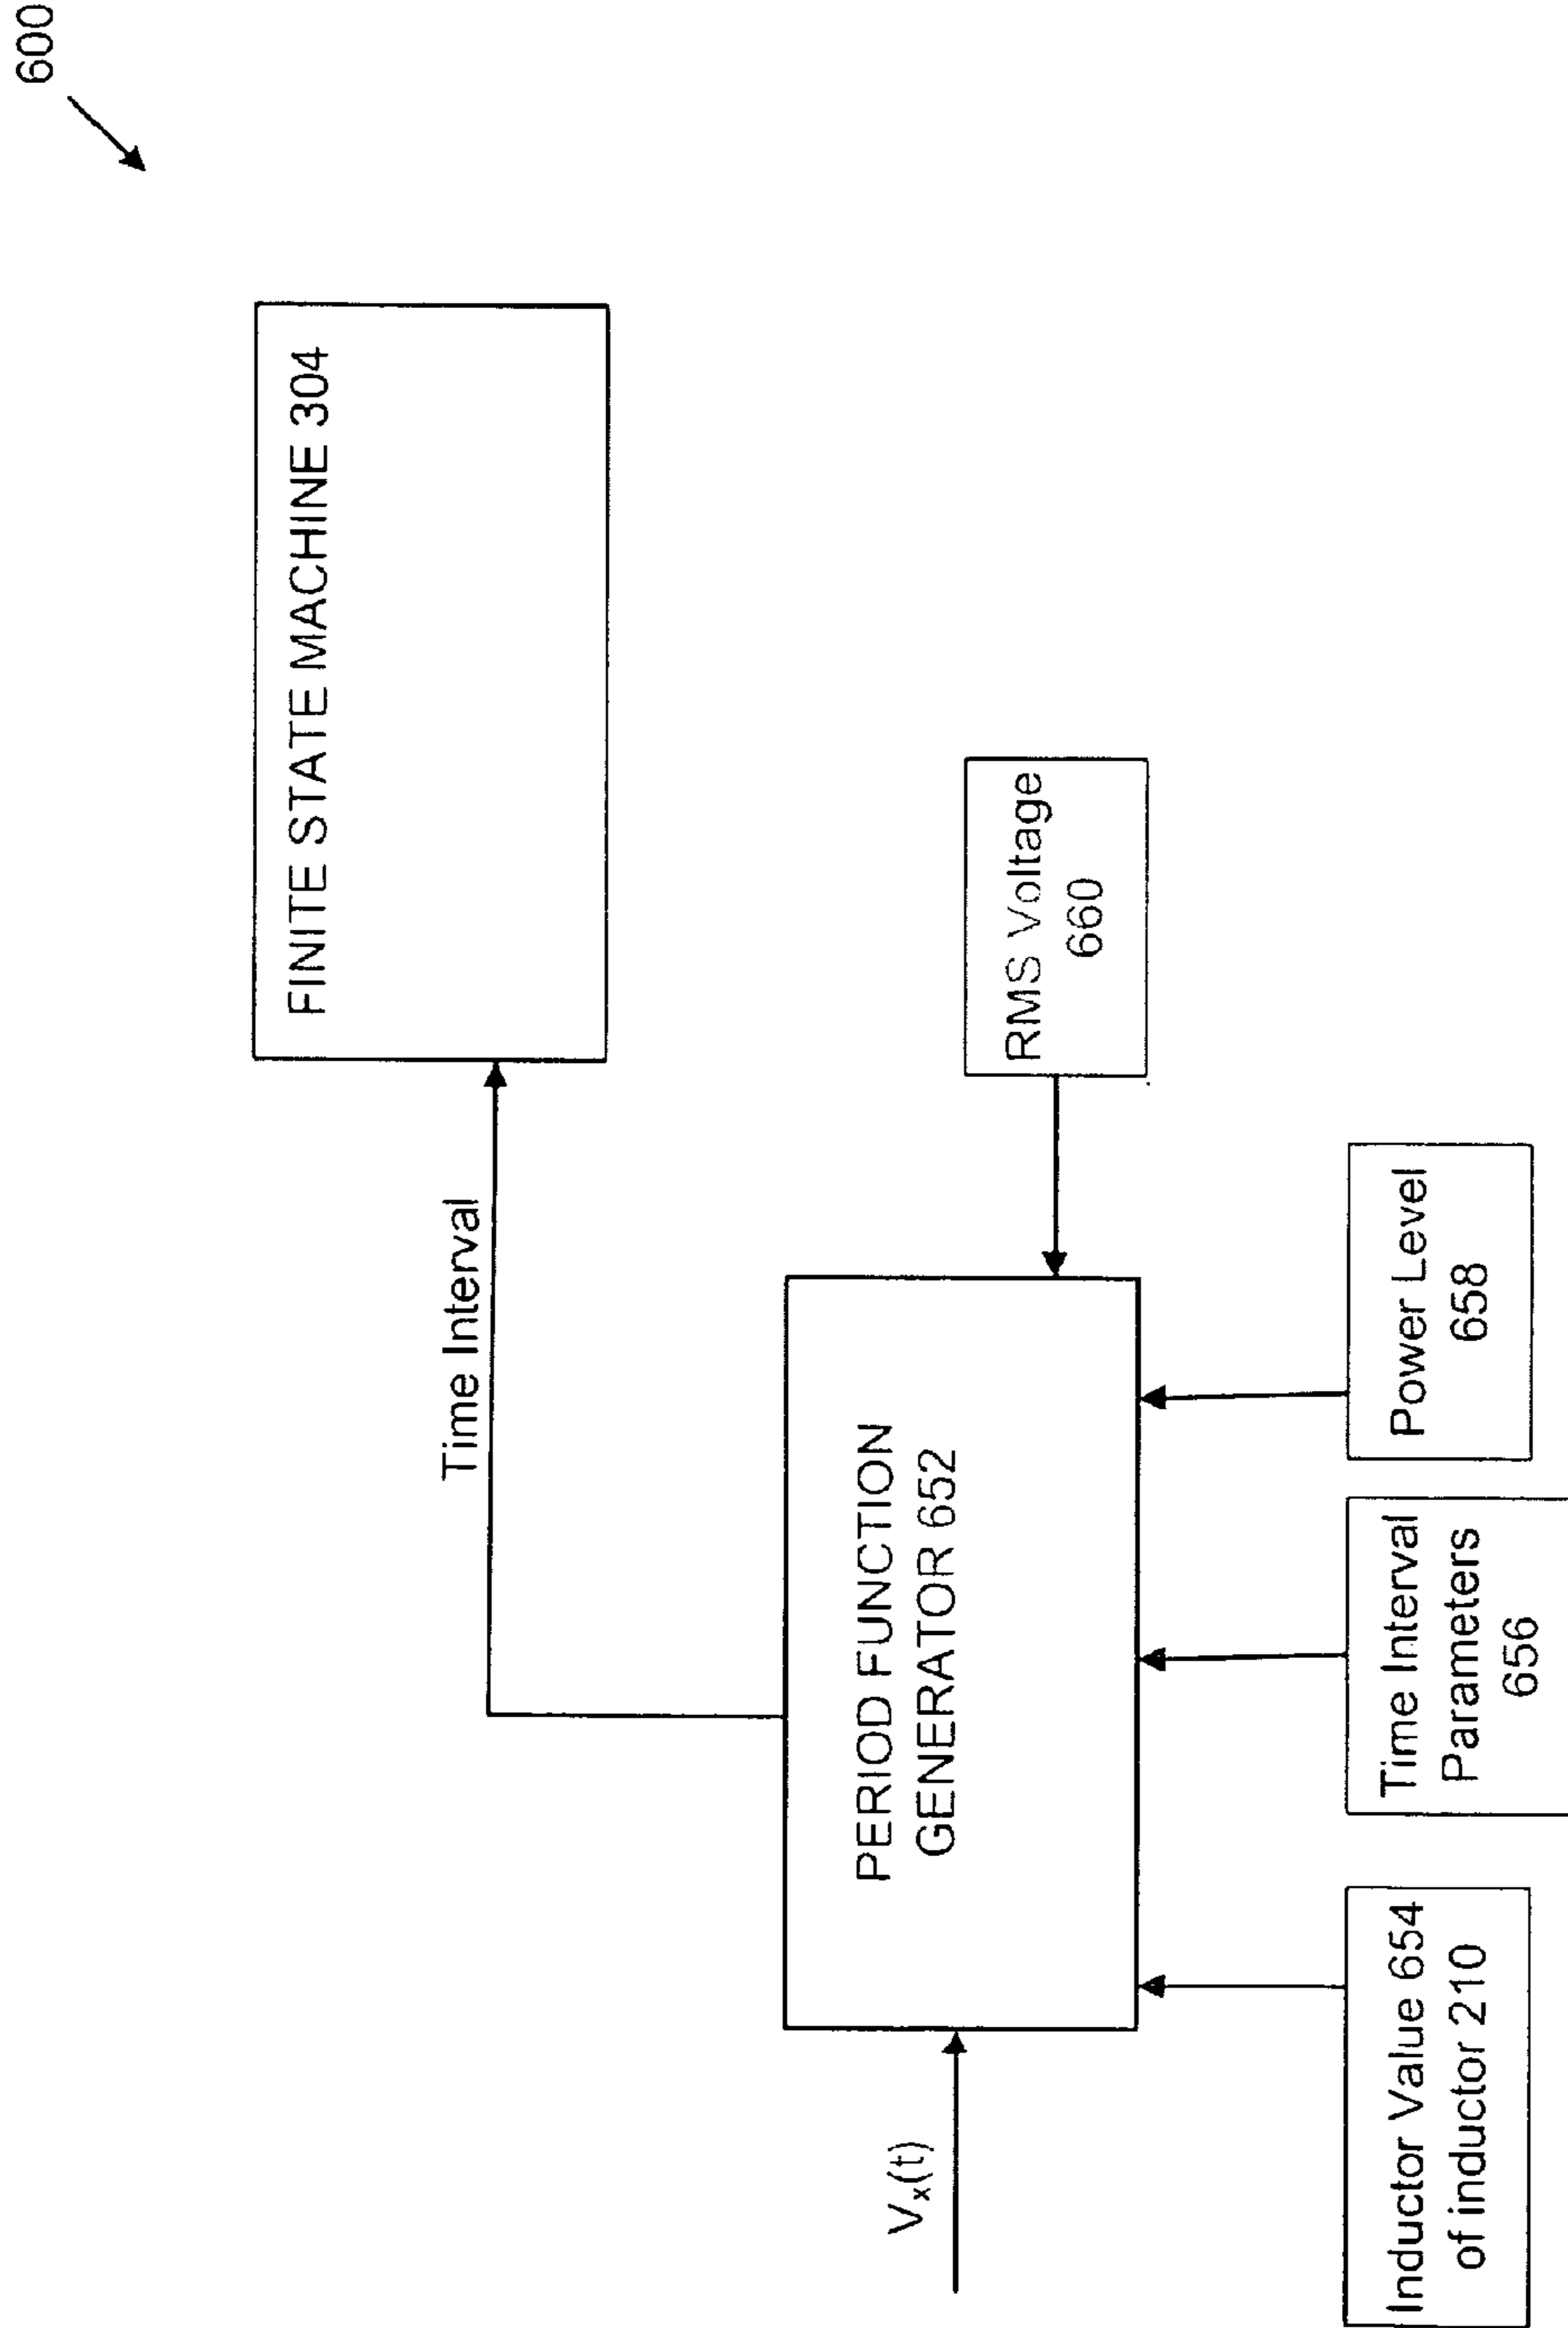 600
FINITE STATE MACHINE 304
Time Interval
RMS Voltage
660
PERIOD FUNCTION
GENERATOR 652
Vₓ(t)
Inductor Value 654
of inductor 210
Time Interval
Parameters
656
Power Level
658